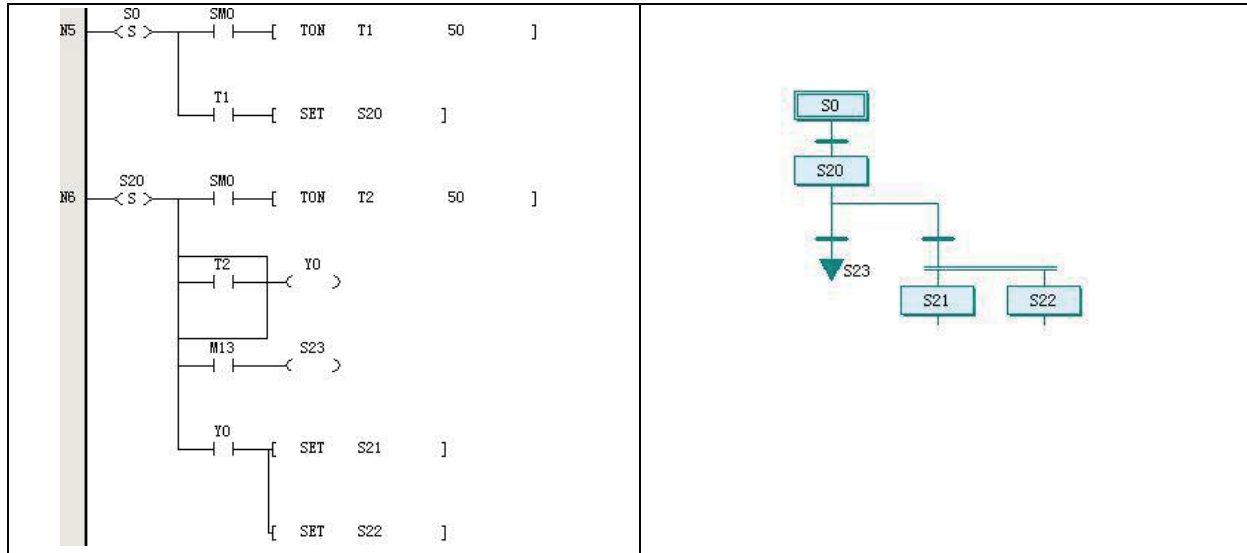 S0 SM0
N5 S TON T1 50
T1
SET S20
S20 SM0
N6 S TON T2 50
T2 Y0
M13 S23
Y0
SET S21
SET S22
S0
S20
S23
S21 S22